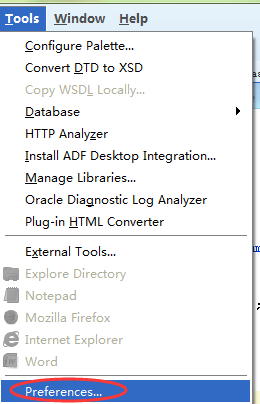 Tools Window Help
Configure Palette...
Convert DTD to XSD
Copy WSDL Locally...
Database
HTTP Analyzer
Install ADF Desktop Integration...
Manage Libraries...
Oracle Diagnostic Log Analyzer
Plug-in HTML Converter
External Tools...
Explore Directory
Notepad
Mozilla Firefox
Internet Explorer
Word
Preferences...